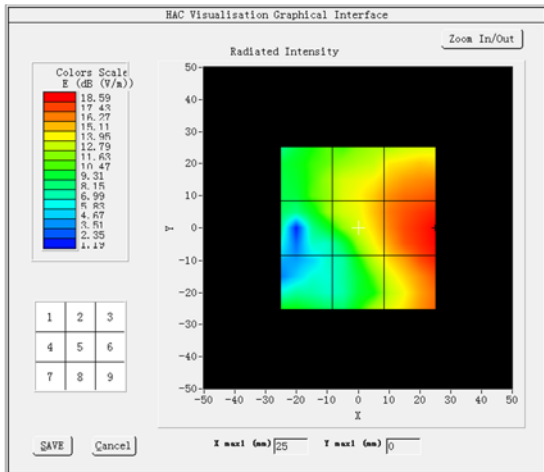 HAC Visualisation Graphical Interface
Zoom In/Out
Radiated Intensity
Colors Scale
E (dB (V/m))
18.59
17.43
16.27
15.11
13.95
12.79
11.63
10.47
9.31
8.15
6.99
5.83
4.67
3.51
2.35
1.19
50
40
30
20
10
Y
0
-10
-20
-30
-40
-50
-50 -40 -30 -20 -10 0 10 20 30 40 50
X
1 2 3
4 5 6
7 8 9
SAVE Cancel
X max1 (mm) 25 Y max1 (mm) 0